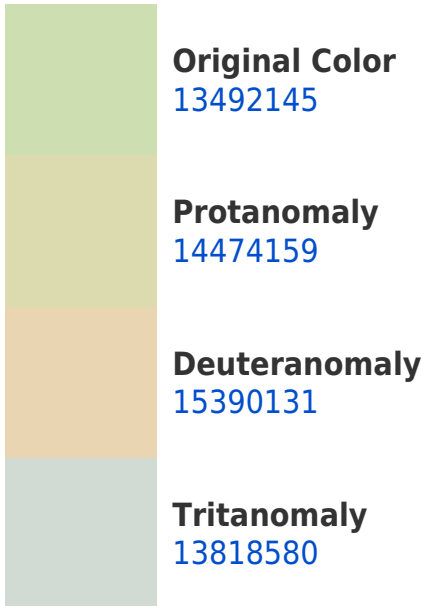 Original Color
13492145
Protanomaly
14474159
Deuteranomaly
15390131
Tritanomaly
13818580